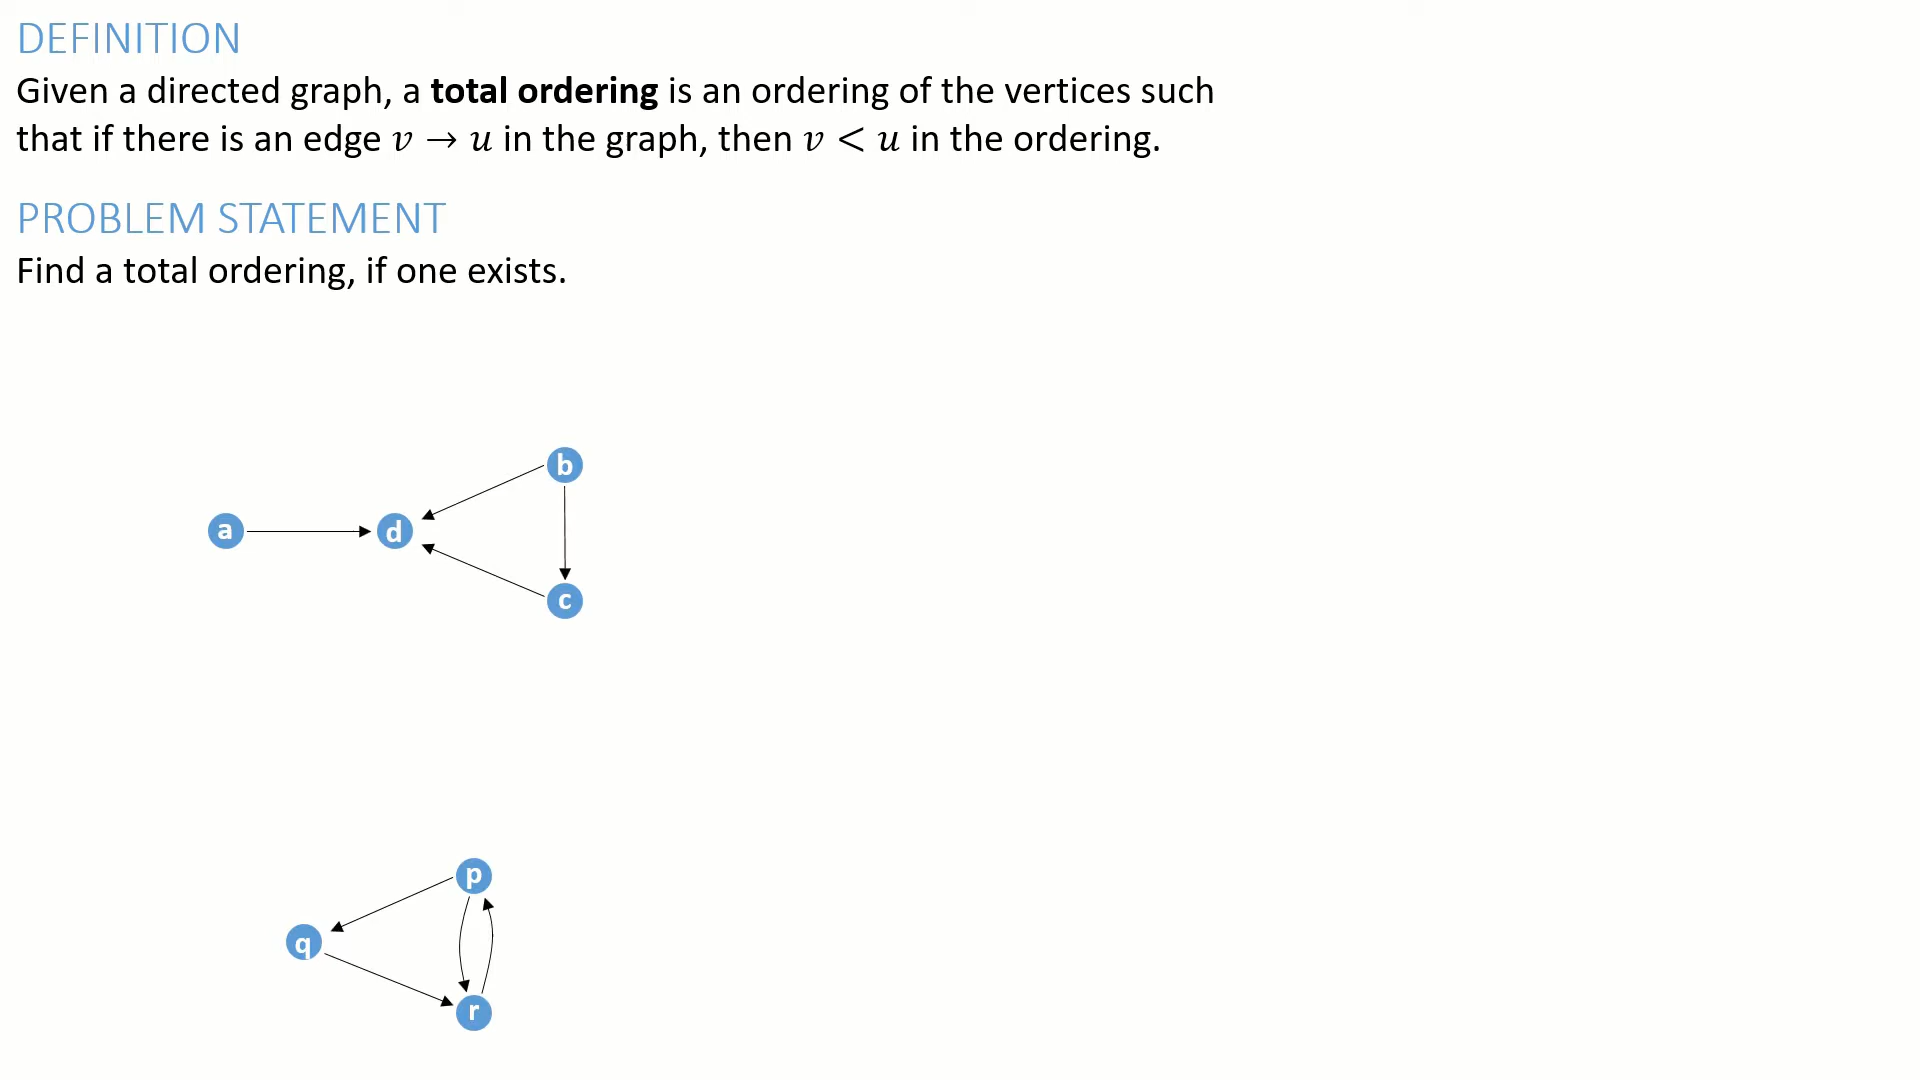 DEFINITION
Given a directed graph, a total ordering is an ordering of the vertices such
that if there is an edge 𝑣 → 𝑢 in the graph, then 𝑣 < 𝑢 in the ordering.
PROBLEM STATEMENT
Find a total ordering, if one exists.
b
a
d
c
p
q
r